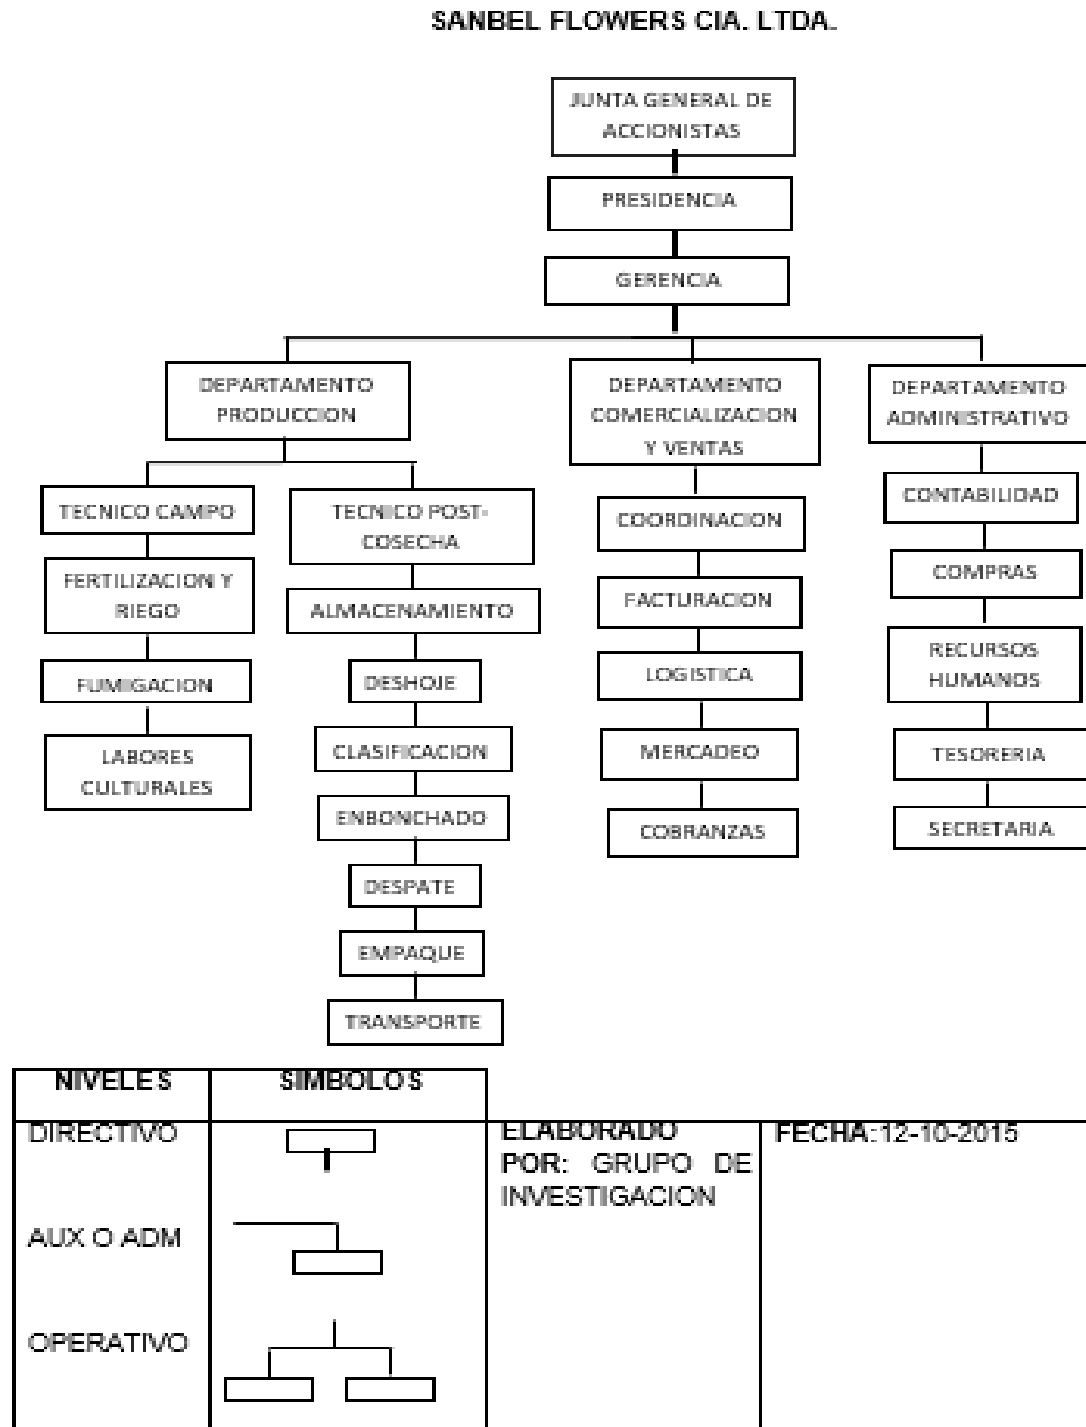 SANBEL FLOWERS CIA. LTDA.
JUNTA GENERAL DE
ACCIONISTAS
PRESIDENCIA
GERENCIA
DEPARTAMENTO
PRODUCCION
DEPARTAMENTO
COMERCIALIZACION
Y VENTAS
DEPARTAMENTO
ADMINISTRATIVO
TECNICO CAMPO
FERTILIZACION Y
RIEGO
FUMIGACION
LABORES
CULTURALES
TECNICO POST-
COSECHA
ALMACENAMIENTO
DESHOJE
CLASIFICACION
ENBONCHADO
DESPATE
EMPAQUE
TRANSPORTE
COORDINACION
FACTURACION
LOGISTICA
MERCADEO
COBRANZAS
CONTABILIDAD
COMPRAS
RECURSOS
HUMANOS
TESORERIA
SECRETARIA
NIVELES
SIMBOLOS
DIRECTIVO
AUX O ADM
OPERATIVO
ELABORADO
POR: GRUPO DE
INVESTIGACION
FECHA:12-10-2015